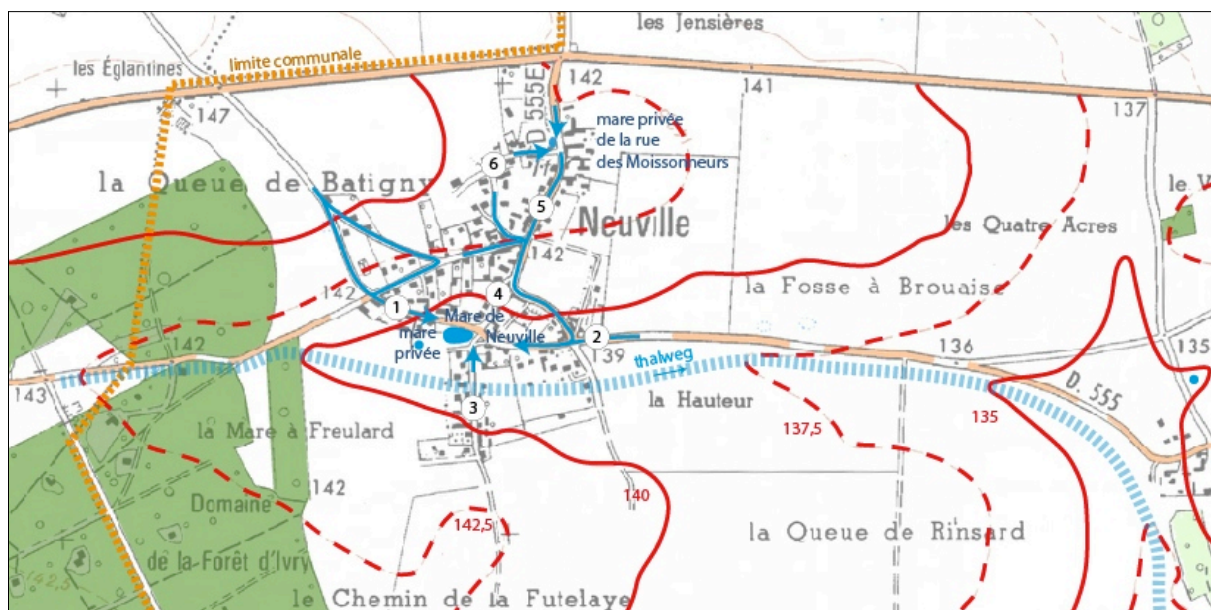 les Jensières
les Églantines
limite communale
142
141
147
D 555E
137
mare privée
de la rue
des Moissonneurs
6
la Queue de Batigny
5
Neuville
les Quatre Acres
142
142
4
la Fosse à Brouaise
1
Mare de
Neuville
mare
privée
2
139
142
136
135
143
thalweg
la Hauteur
D. 555
3
137,5
135
la Mare à Freulard
142
140
Domaine
142,5
la Queue de Rinsard
de la Forêt d'Ivry
142,5
le Chemin de la Futelaye